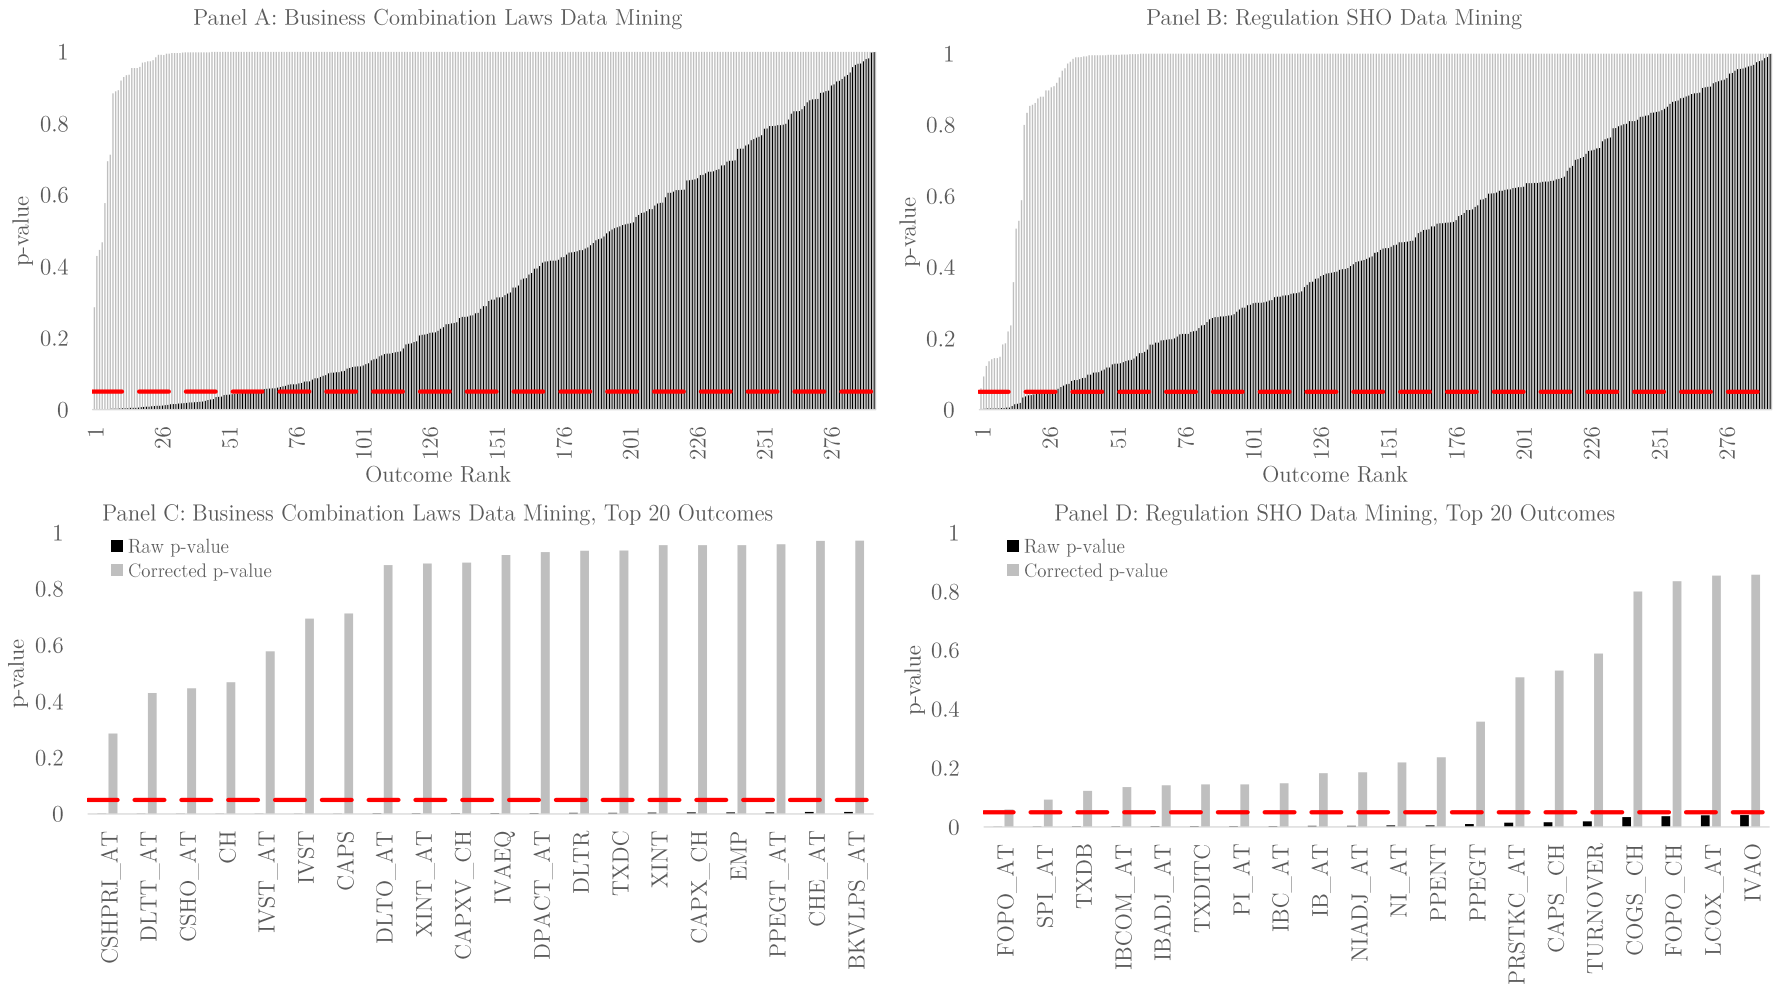 Panel A: Business Combination Laws Data Mining
1
0.8
0.6
0.4
0.2
0
p-value
1 26 51 76 101 126 151 176 201 226 251 276
Outcome Rank
Panel B: Regulation SHO Data Mining
1
0.8
0.6
0.4
0.2
0
p-value
1 26 51 76 101 126 151 176 201 226 251 276
Outcome Rank
Panel C: Business Combination Laws Data Mining, Top 20 Outcomes
1
0.8
0.6
0.4
0.2
0
p-value
Raw p-value
Corrected p-value
CSHPRI_AT
DLTT_AT
CSHO_AT
CH
IVST_AT
IVST
CAPS
DLTO_AT
XINT_AT
CAPXV_CH
IVAEQ
DPACT_AT
DLTR
TXDC
XINT
CAPX_CH
EMP
PPEGT_AT
CHE_AT
BKVLPS_AT
Panel D: Regulation SHO Data Mining, Top 20 Outcomes
1
0.8
0.6
0.4
0.2
0
p-value
Raw p-value
Corrected p-value
FOPO_AT
SPI_AT
TXDB
IBCOM_AT
IBADJ_AT
TXDITC
PI_AT
IBC_AT
IB_AT
NIADJ_AT
NI_AT
PPENT
PPEGT
PRSTKC_AT
CAPS_CH
TURNOVER
COGS_CH
FOPO_CH
LCOX_AT
IVAO